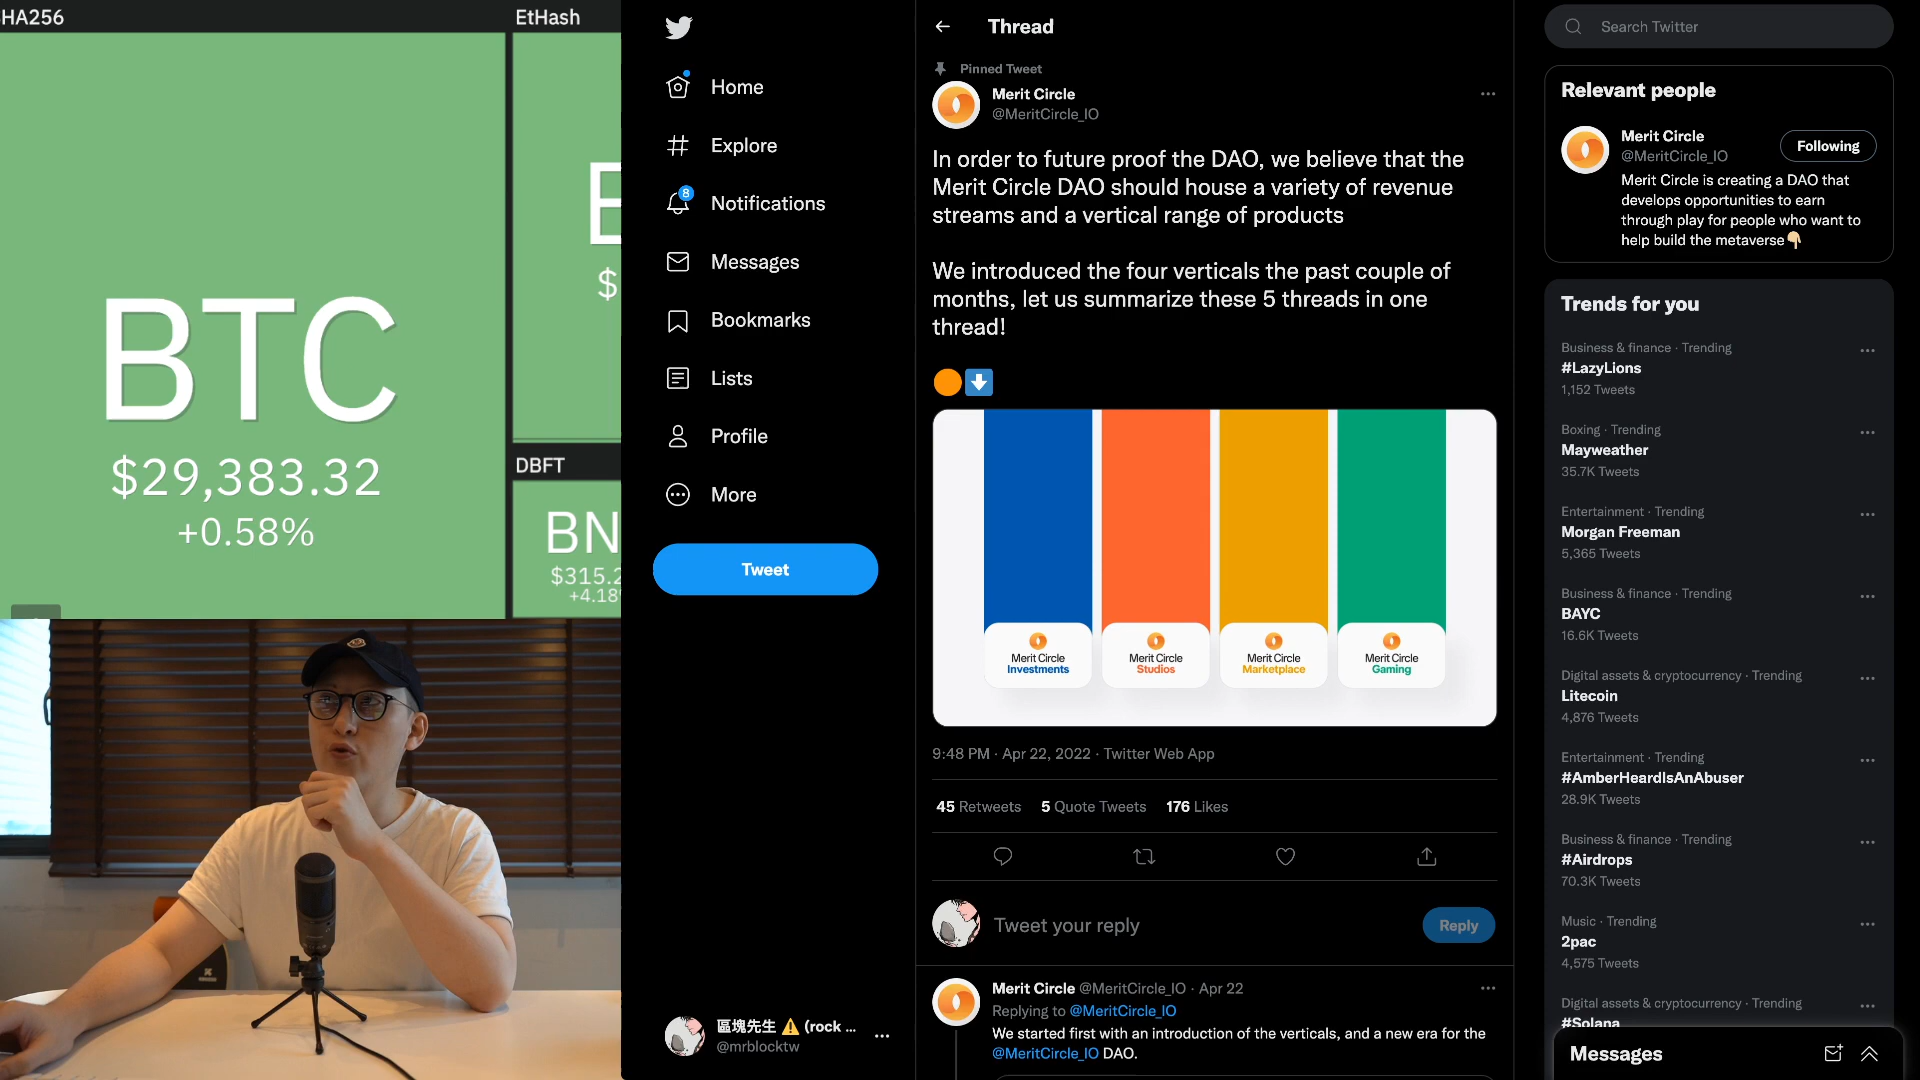 HA256
EtHash
BTC
$29,383.32
+0.58%
$
DBFT
BN
$315.2
+4.18
Home
Explore
8
Notifications
Messages
Bookmarks
Lists
Profile
More
Tweet
區塊先生 ⚠️ (rock ...
@mrblocktw
Thread
Pinned Tweet
Merit Circle
@MeritCircle_IO
In order to future proof the DAO, we believe that the
Merit Circle DAO should house a variety of revenue
streams and a vertical range of products
We introduced the four verticals the past couple of
months, let us summarize these 5 threads in one
thread!
Merit Circle
Investments
Merit Circle
Studios
Merit Circle
Marketplace
Merit Circle
Gaming
9:48 PM · Apr 22, 2022 · Twitter Web App
45 Retweets 5 Quote Tweets 176 Likes
Tweet your reply
Reply
Merit Circle @MeritCircle_IO · Apr 22
Replying to @MeritCircle_IO
We started first with an introduction of the verticals, and a new era for the
@MeritCircle_IO DAO.
Search Twitter
Relevant people
Merit Circle
@MeritCircle_IO
Following
Merit Circle is creating a DAO that
develops opportunities to earn
through play for people who want to
help build the metaverse👇🏼
Trends for you
Business & finance · Trending
#LazyLions
1,152 Tweets
Boxing · Trending
Mayweather
35.7K Tweets
Entertainment · Trending
Morgan Freeman
5,365 Tweets
Business & finance · Trending
BAYC
16.6K Tweets
Digital assets & cryptocurrency · Trending
Litecoin
4,876 Tweets
Entertainment · Trending
#AmberHeardIsAnAbuser
28.9K Tweets
Business & finance · Trending
#Airdrops
70.3K Tweets
Music · Trending
2pac
4,575 Tweets
Digital assets & cryptocurrency · Trending
#Solana
Messages